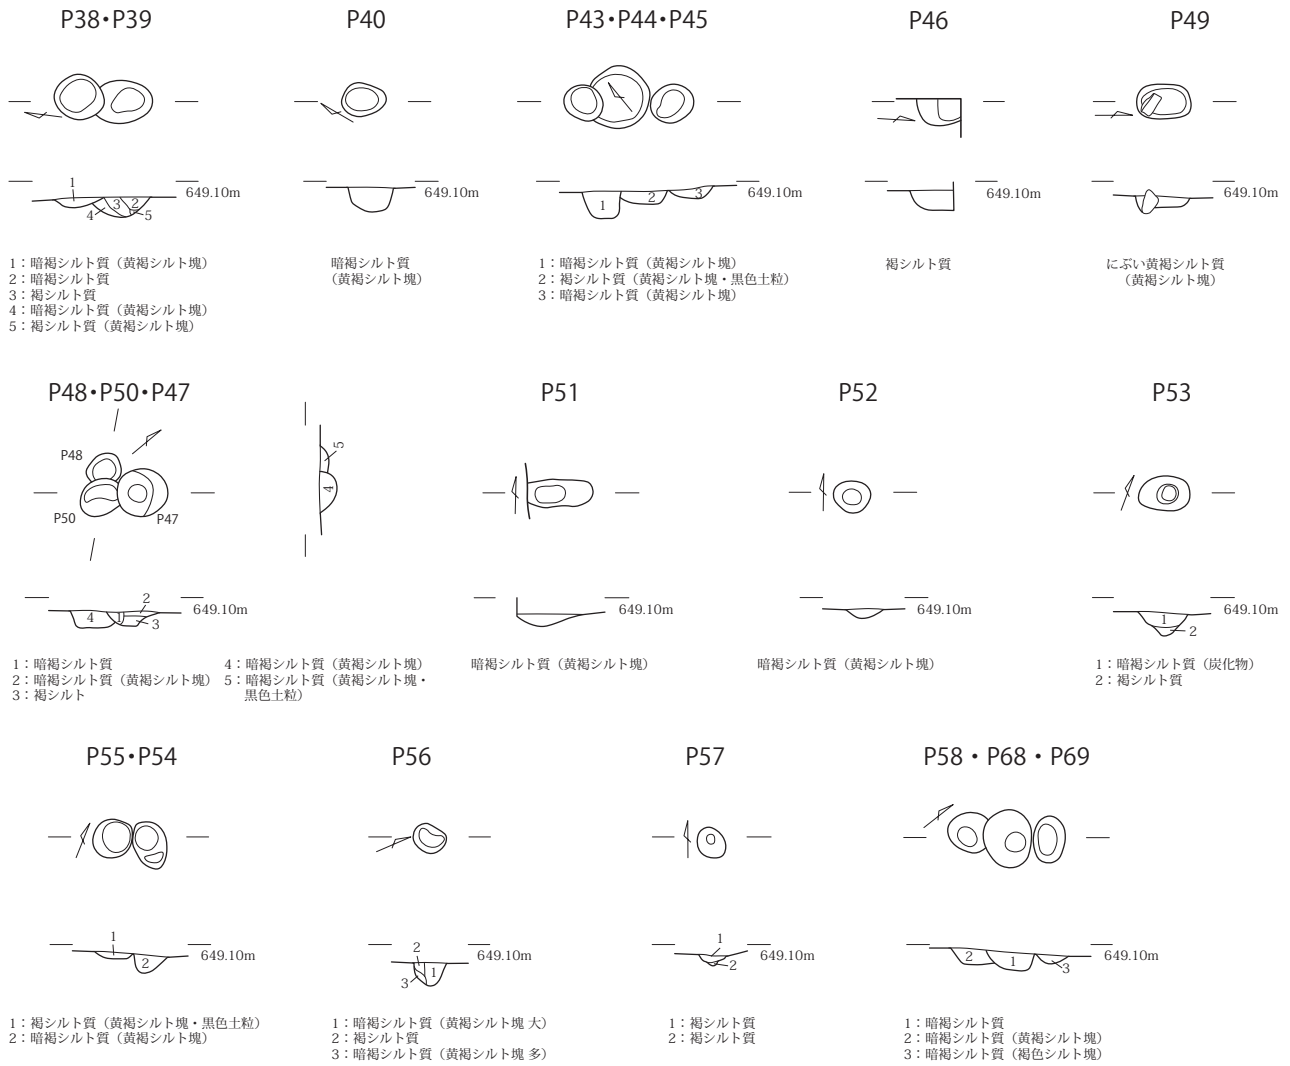 P38・P39
P40
P43・P44・P45
P46
P49
1
3
2
4
5
649.10m
649.10m
1
2
3
649.10m
649.10m
649.10m
1：暗褐シルト質（黄褐シルト塊）
2：暗褐シルト質
3：褐シルト質
4：暗褐シルト質（黄褐シルト塊）
5：褐シルト質（黄褐シルト塊）
暗褐シルト質
（黄褐シルト塊）
1：暗褐シルト質（黄褐シルト塊）
2：褐シルト質（黄褐シルト塊・黒色土粒）
3：暗褐シルト質（黄褐シルト塊）
褐シルト質
にぶい黄褐シルト質
（黄褐シルト塊）
P48・P50・P47
P51
P52
P53
P48
P50
P47
5
4
4
1
2
3
649.10m
649.10m
649.10m
1
2
649.10m
1：暗褐シルト質
2：暗褐シルト質（黄褐シルト塊）
3：褐シルト
4：暗褐シルト質（黄褐シルト塊）
5：暗褐シルト質（黄褐シルト塊・
黒色土粒）
暗褐シルト質（黄褐シルト塊）
暗褐シルト質（黄褐シルト塊）
1：暗褐シルト質（炭化物）
2：褐シルト質
P55・P54
P56
P57
P58・P68・P69
1
2
649.10m
2
1
3
649.10m
1
2
649.10m
2
1
3
649.10m
1：褐シルト質（黄褐シルト塊・黒色土粒）
2：暗褐シルト質（黄褐シルト塊）
1：暗褐シルト質（黄褐シルト塊 大）
2：褐シルト質
3：暗褐シルト質（黄褐シルト塊 多）
1：褐シルト質
2：褐シルト質
1：暗褐シルト質
2：暗褐シルト質（黄褐シルト塊）
3：暗褐シルト質（褐色シルト塊）